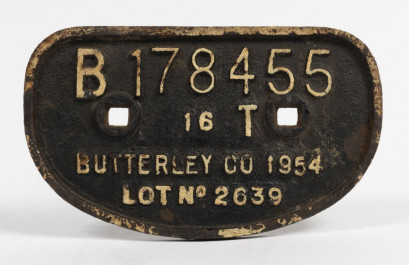 B 178455
16 T
BUTTERLEY CO 1954
LOT Nº 2639